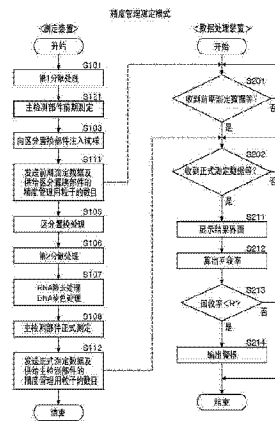 精度管理测定模式
<测定装置>
开始
S101
第1分散处理
S121
主检测部件前期测定
S103
向区分置换部件注入试样
S111
发送前期测定数据及
供给区分置换部件的
精度管理用粒子的数目
S105
区分置换处理
S106
第2分散处理
S107
RNA除去处理
DNA染色处理
S108
主检测部件正式测定
S112
发送正式测定数据及
供给主检测部件的
精度管理用粒子的数目
结束
<数据处理装置>
开始
S201
收到前期测定数据等?
否
是
S202
收到正式测定数据等?
否
是
S211
显示结果界面
S212
算出回收率
S213
回收率<R?
否
是
S214
输出警报
结束